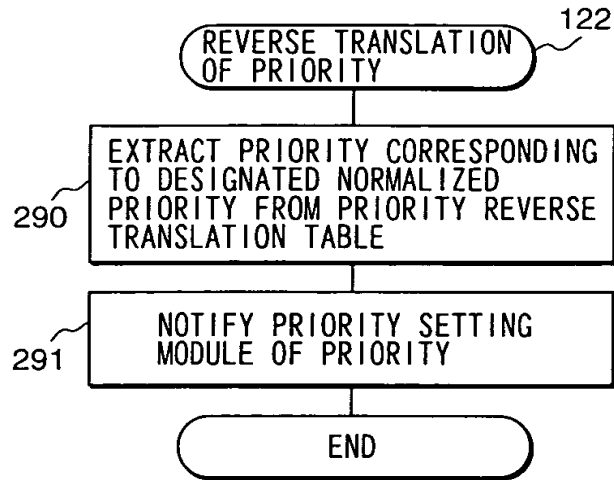 122
REVERSE TRANSLATION
OF PRIORITY
EXTRACT PRIORITY CORRESPONDING
TO DESIGNATED NORMALIZED
PRIORITY FROM PRIORITY REVERSE
TRANSLATION TABLE
290
NOTIFY PRIORITY SETTING
MODULE OF PRIORITY
291
END